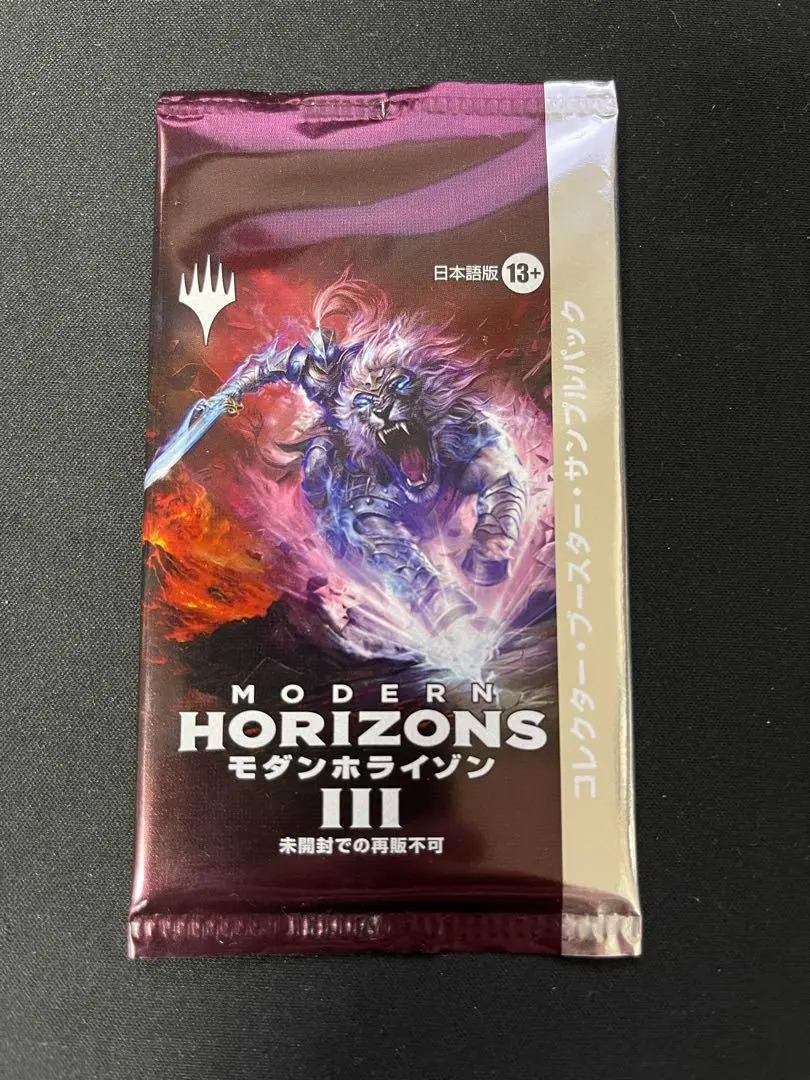 日本語版 13+
MODERN
HORIZONS
モダンホライゾン
III
未開封での再販不可
コレクター・ブースター・サンプルパック